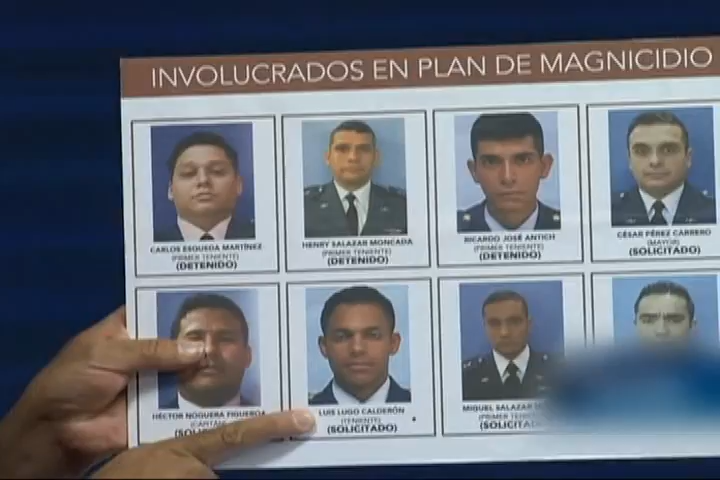 INVOLUCRADOS EN PLAN DE MAGNICIDIO
CARLOS ESQUEDA MARTÍNEZ
(PRIMER TENIENTE)
(DETENIDO)
HENRY SALAZAR MONCADA
(PRIMER TENIENTE)
(DETENIDO)
RICARDO JOSÉ ANTICH
(PRIMER TENIENTE)
(DETENIDO)
CÉSAR PÉREZ CARRERO
(MAYOR)
(SOLICITADO)
HÉCTOR NOGUERA FIGUEROA
LUIS LUGO CALDERÓN
(TENIENTE)
(SOLICITADO)
MIGUEL SALAZAR
(PRIMER